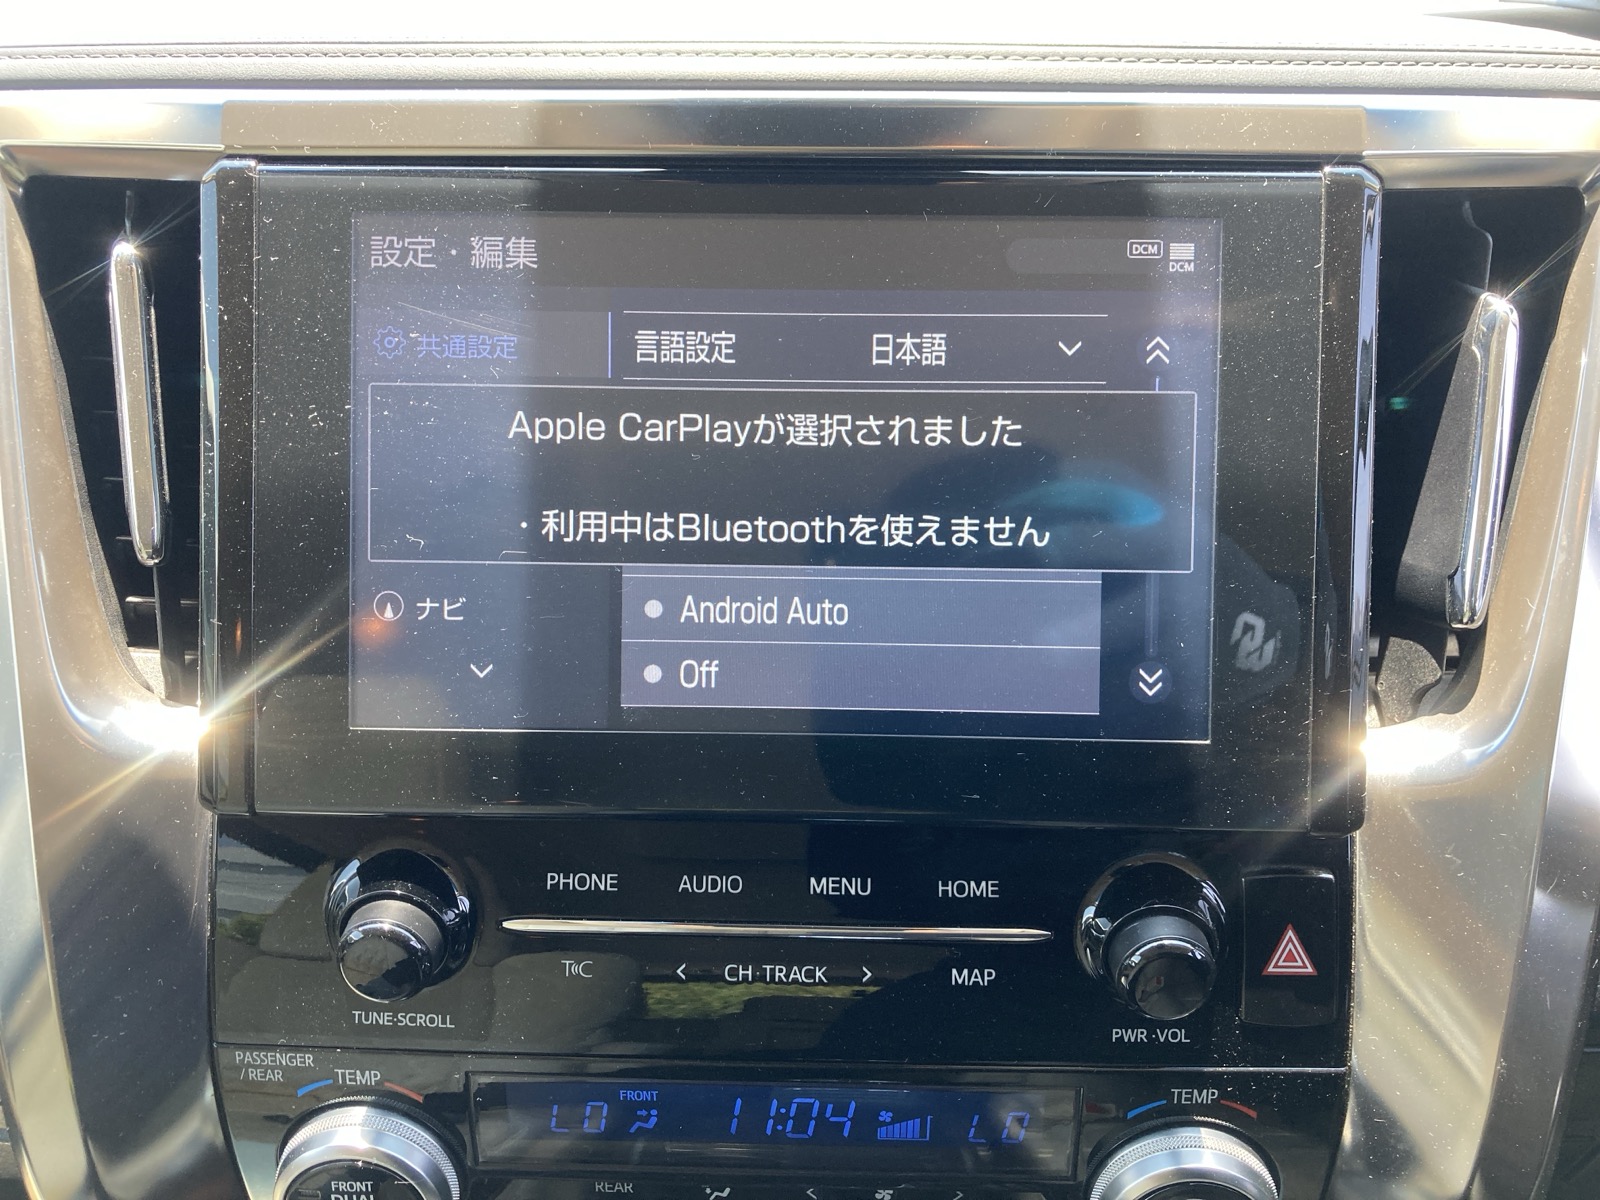 設定・編集
DCM
DCM
共通設定
言語設定 日本語
Apple CarPlayが選択されました
・利用中はBluetoothを使えません
ナビ
Android Auto
Off
PHONE AUDIO MENU HOME
CH·TRACK MAP
TUNE·SCROLL
PWR·VOL
PASSENGER
/ REAR
TEMP
TEMP
FRONT
LO 11:04 LO
FRONT
DUAL
REAR